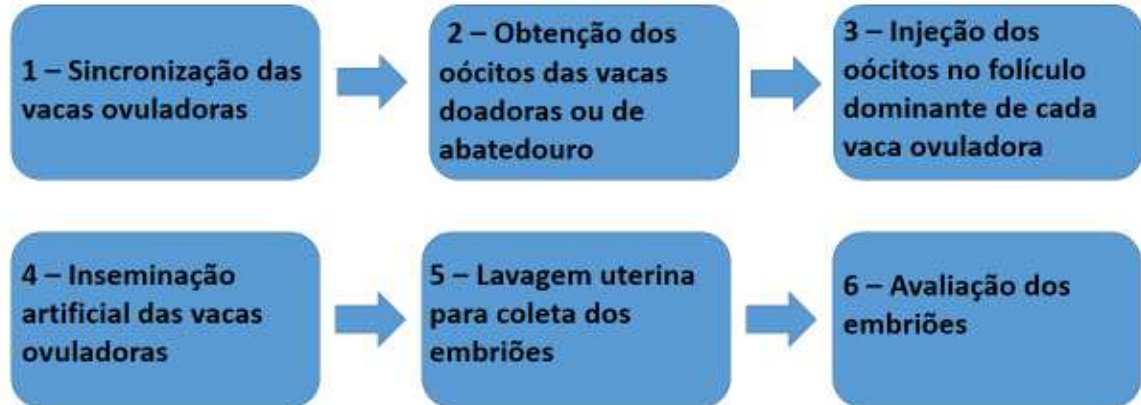 1 – Sincronização das
vacas ovuladoras
2 – Obtenção dos
oócitos das vacas
doadoras ou de
abatedouro
3 – Injeção dos
oócitos no folículo
dominante de cada
vaca ovuladora
4 – Inseminação
artificial das vacas
ovuladoras
5 – Lavagem uterina
para coleta dos
embriões
6 – Avaliação dos
embriões